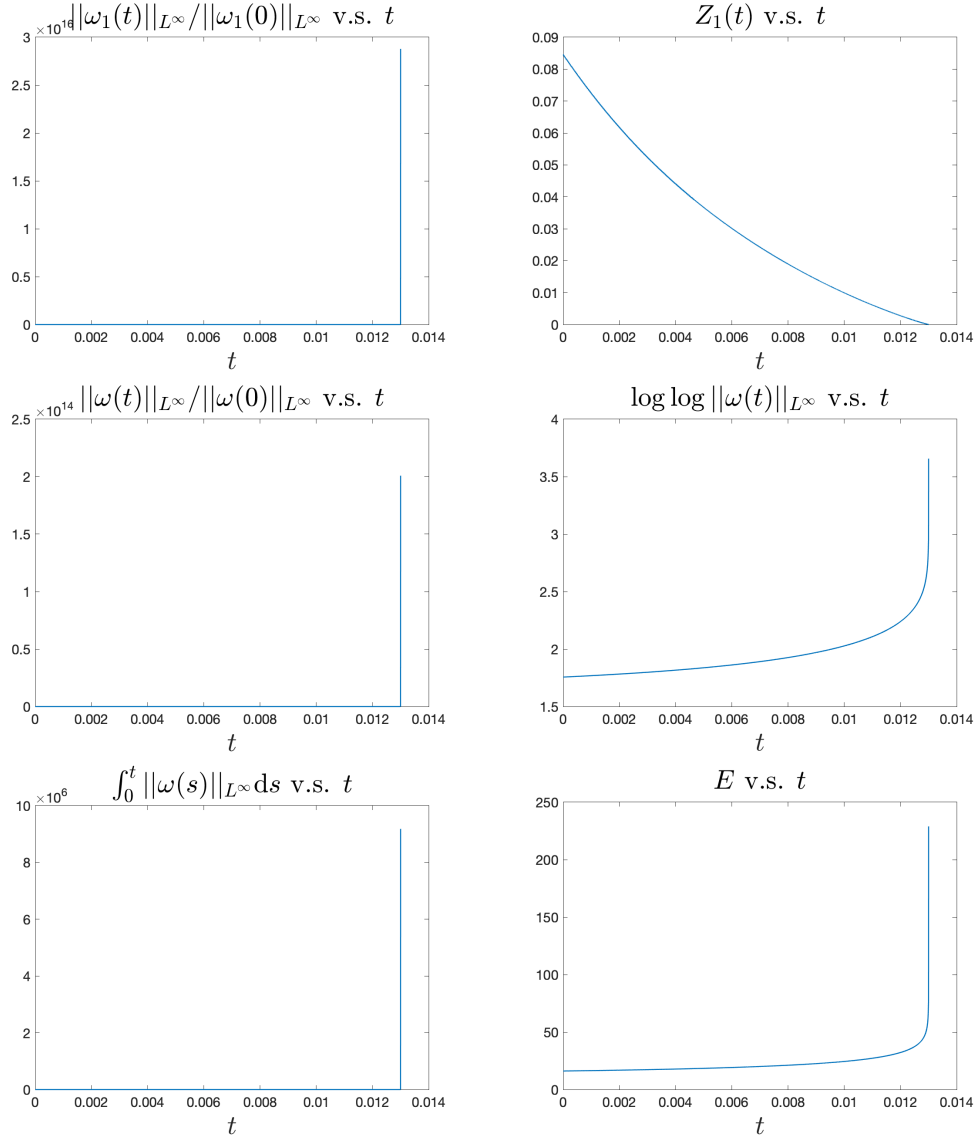 ||ω₁(t)||_{L^∞}/||ω₁(0)||_{L^∞} v.s. t
×10^{16}
3
2.5
2
1.5
1
0.5
0
0 0.002 0.004 0.006 0.008 0.01 0.012 0.014
t
Z₁(t) v.s. t
0.09
0.08
0.07
0.06
0.05
0.04
0.03
0.02
0.01
0
0 0.002 0.004 0.006 0.008 0.01 0.012 0.014
t
||ω(t)||_{L^∞}/||ω(0)||_{L^∞} v.s. t
×10^{14}
2.5
2
1.5
1
0.5
0
0 0.002 0.004 0.006 0.008 0.01 0.012 0.014
t
log log ||ω(t)||_{L^∞} v.s. t
4
3.5
3
2.5
2
1.5
0 0.002 0.004 0.006 0.008 0.01 0.012 0.014
t
∫₀ᵗ ||ω(s)||_{L^∞} ds v.s. t
×10^{6}
10
8
6
4
2
0
0 0.002 0.004 0.006 0.008 0.01 0.012 0.014
t
E v.s. t
250
200
150
100
50
0
0 0.002 0.004 0.006 0.008 0.01 0.012 0.014
t